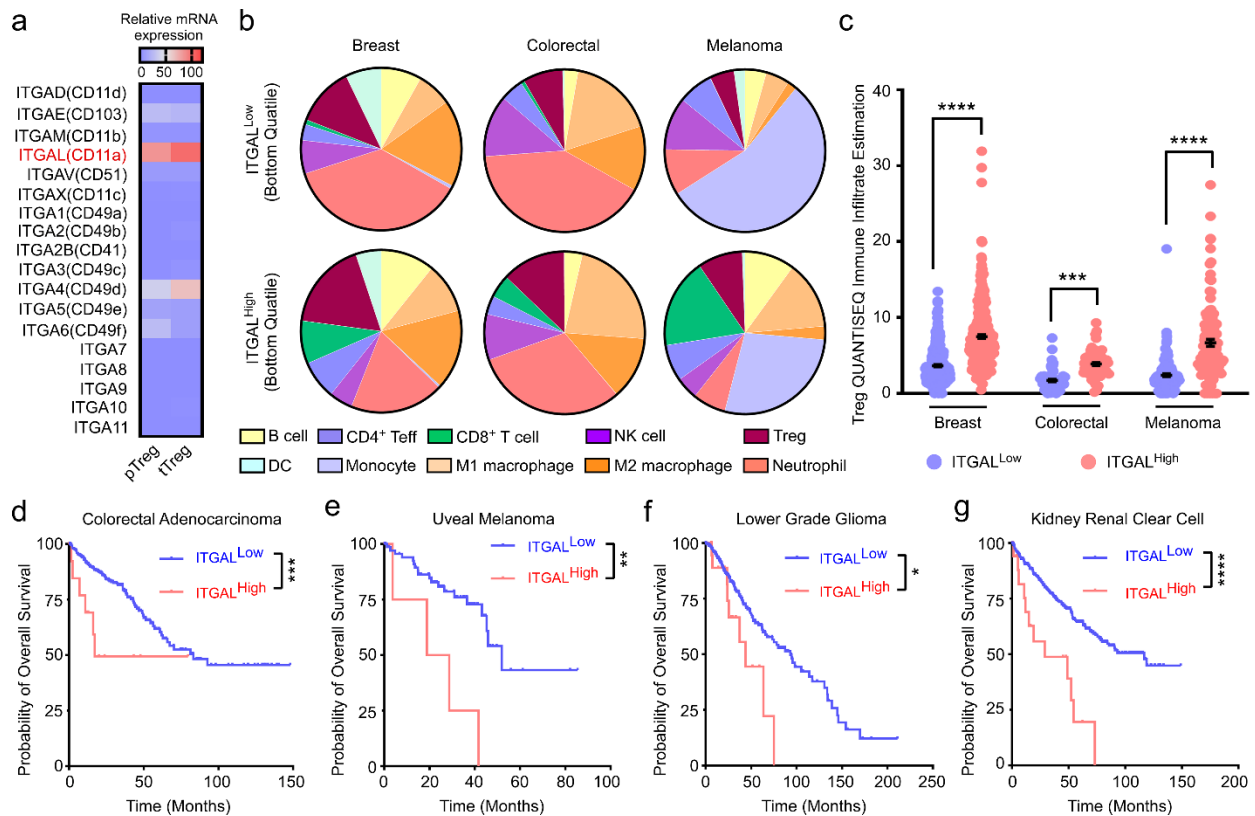 a
Relative mRNA
expression
0 50 100
ITGAD(CD11d)
ITGAE(CD103)
ITGAM(CD11b)
ITGAL(CD11a)
ITGAV(CD51)
ITGAX(CD11c)
ITGA1(CD49a)
ITGA2(CD49b)
ITGA2B(CD41)
ITGA3(CD49c)
ITGA4(CD49d)
ITGA5(CD49e)
ITGA6(CD49f)
ITGA7
ITGA8
ITGA9
ITGA10
ITGA11
pTreg tTreg
b
Breast Colorectal Melanoma
ITGALLow
(Bottom Quatile)
ITGALHigh
(Bottom Quatile)
B cell CD4+ Teff CD8+ T cell NK cell Treg
DC Monocyte M1 macrophage M2 macrophage Neutrophil
c
Treg QUANTISEQ Immune Infiltrate Estimation
40
30
20
10
0
**** *** ****
Breast Colorectal Melanoma
ITGALLow ITGALHigh
d
Colorectal Adenocarcinoma
Probability of Overall Survival
100
75
50
25
0
0 50 100 150
Time (Months)
ITGALLow
ITGALHigh
***
e
Uveal Melanoma
Probability of Overall Survival
100
75
50
25
0
0 20 40 60 80 100
Time (Months)
ITGALLow
ITGALHigh
**
f
Lower Grade Glioma
Probability of Overall Survival
100
75
50
25
0
0 50 100 150 200 250
Time (Months)
ITGALLow
ITGALHigh
*
g
Kidney Renal Clear Cell
Probability of Overall Survival
100
75
50
25
0
0 50 100 150 200
Time (Months)
ITGALLow
ITGALHigh
****